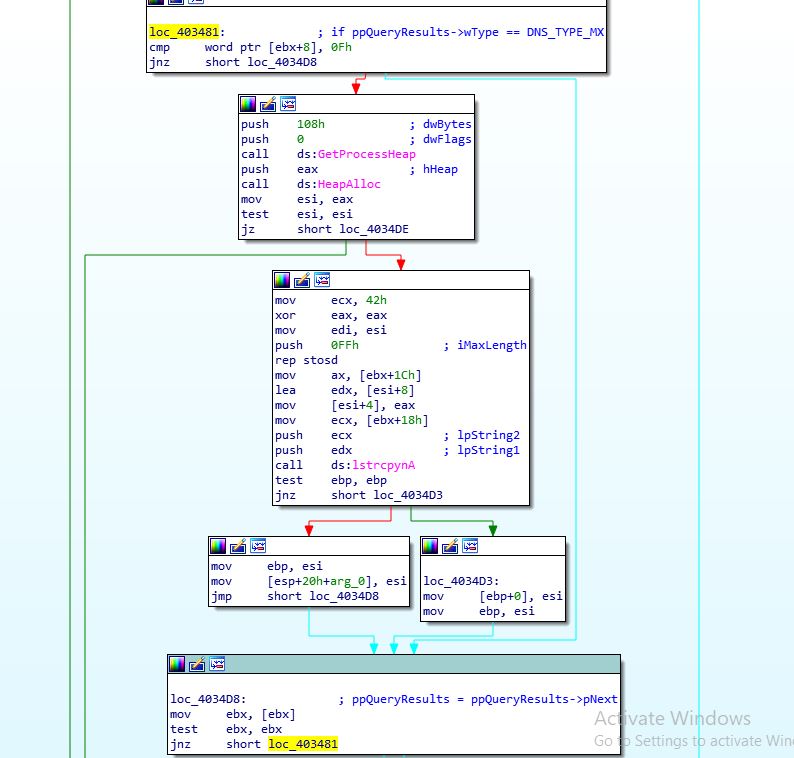 loc_403481: ; if ppQueryResults->wType == DNS_TYPE_MX
cmp word ptr [ebx+8], 0Fh
jnz short loc_4034D8
push 108h ; dwBytes
push 0 ; dwFlags
call ds:GetProcessHeap
push eax ; hHeap
call ds:HeapAlloc
mov esi, eax
test esi, esi
jz short loc_4034DE
mov ecx, 42h
xor eax, eax
mov edi, esi
push 0FFh ; iMaxLength
rep stosd
mov ax, [ebx+1Ch]
lea edx, [esi+8]
mov [esi+4], eax
mov ecx, [ebx+18h]
push ecx ; lpString2
push edx ; lpString1
call ds:lstrcpynA
test ebp, ebp
jnz short loc_4034D3
mov ebp, esi
mov [esp+20h+arg_0], esi
jmp short loc_4034D8
loc_4034D3:
mov [ebp+0], esi
mov ebp, esi
loc_4034D8: ; ppQueryResults = ppQueryResults->pNext
mov ebx, [ebx]
test ebx, ebx
jnz short loc_403481
Activate Windows
Go to Settings to activate Win